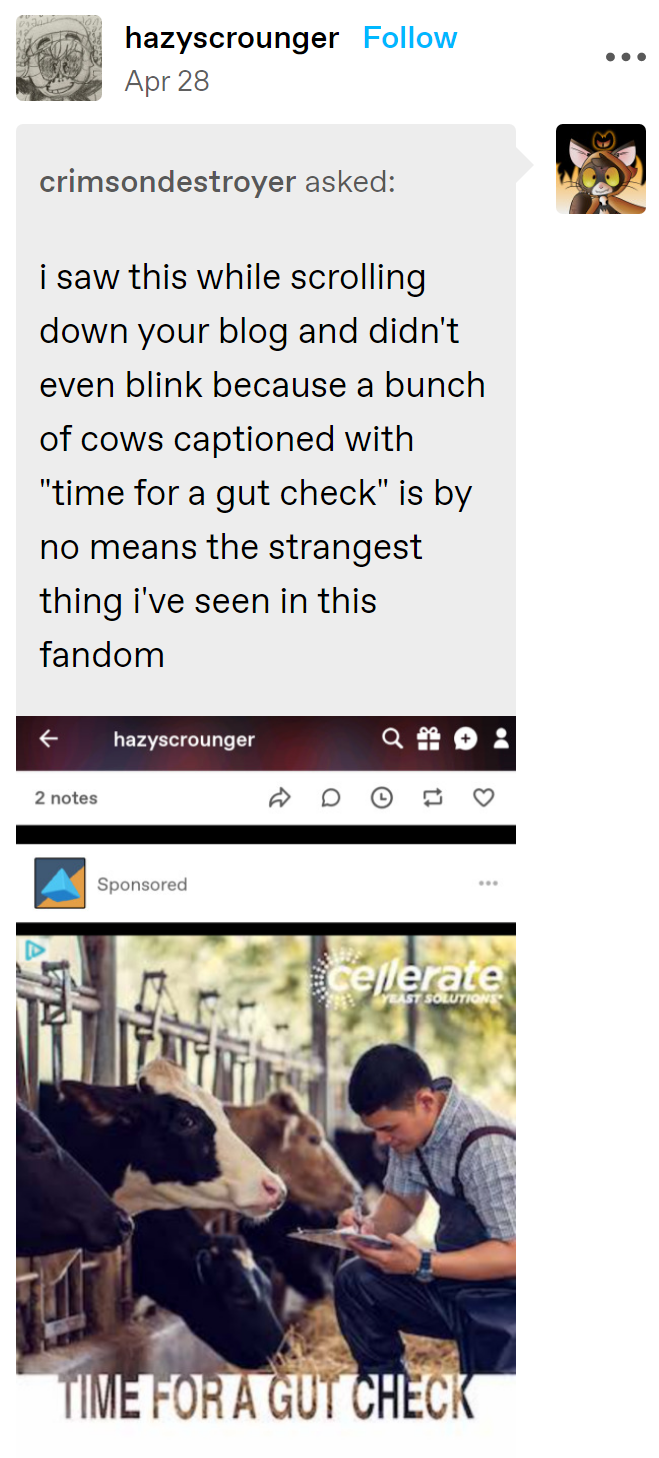 hazyscrounger Follow
Apr 28
crimsondestroyer asked:
i saw this while scrolling
down your blog and didn't
even blink because a bunch
of cows captioned with
"time for a gut check" is by
no means the strangest
thing i've seen in this
fandom
hazyscrounger
2 notes
Sponsored
cellerate
YEAST SOLUTIONS
TIME FOR A GUT CHECK